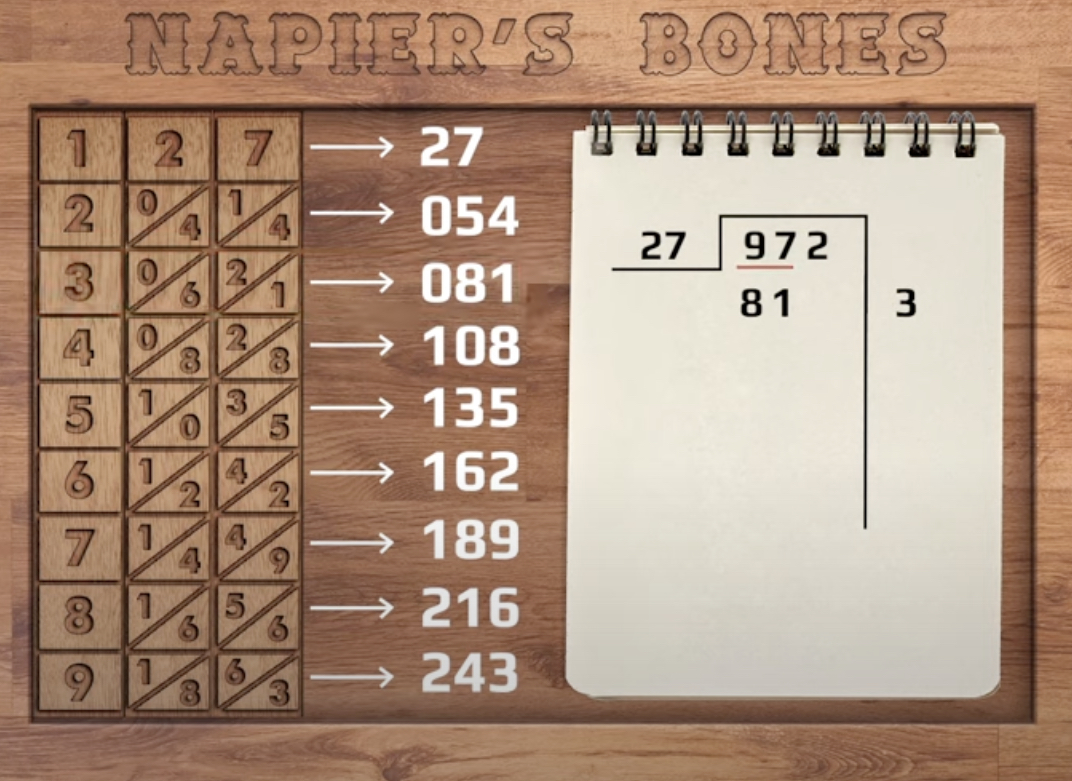 NAPIER'S BONES
1 2 7 → 27
2 0/4 1/4 → 054
3 0/6 2/1 → 081
4 0/8 2/8 → 108
5 1/0 3/5 → 135
6 1/2 4/2 → 162
7 1/4 4/9 → 189
8 1/6 5/6 → 216
9 1/8 6/3 → 243
27 972
81 3